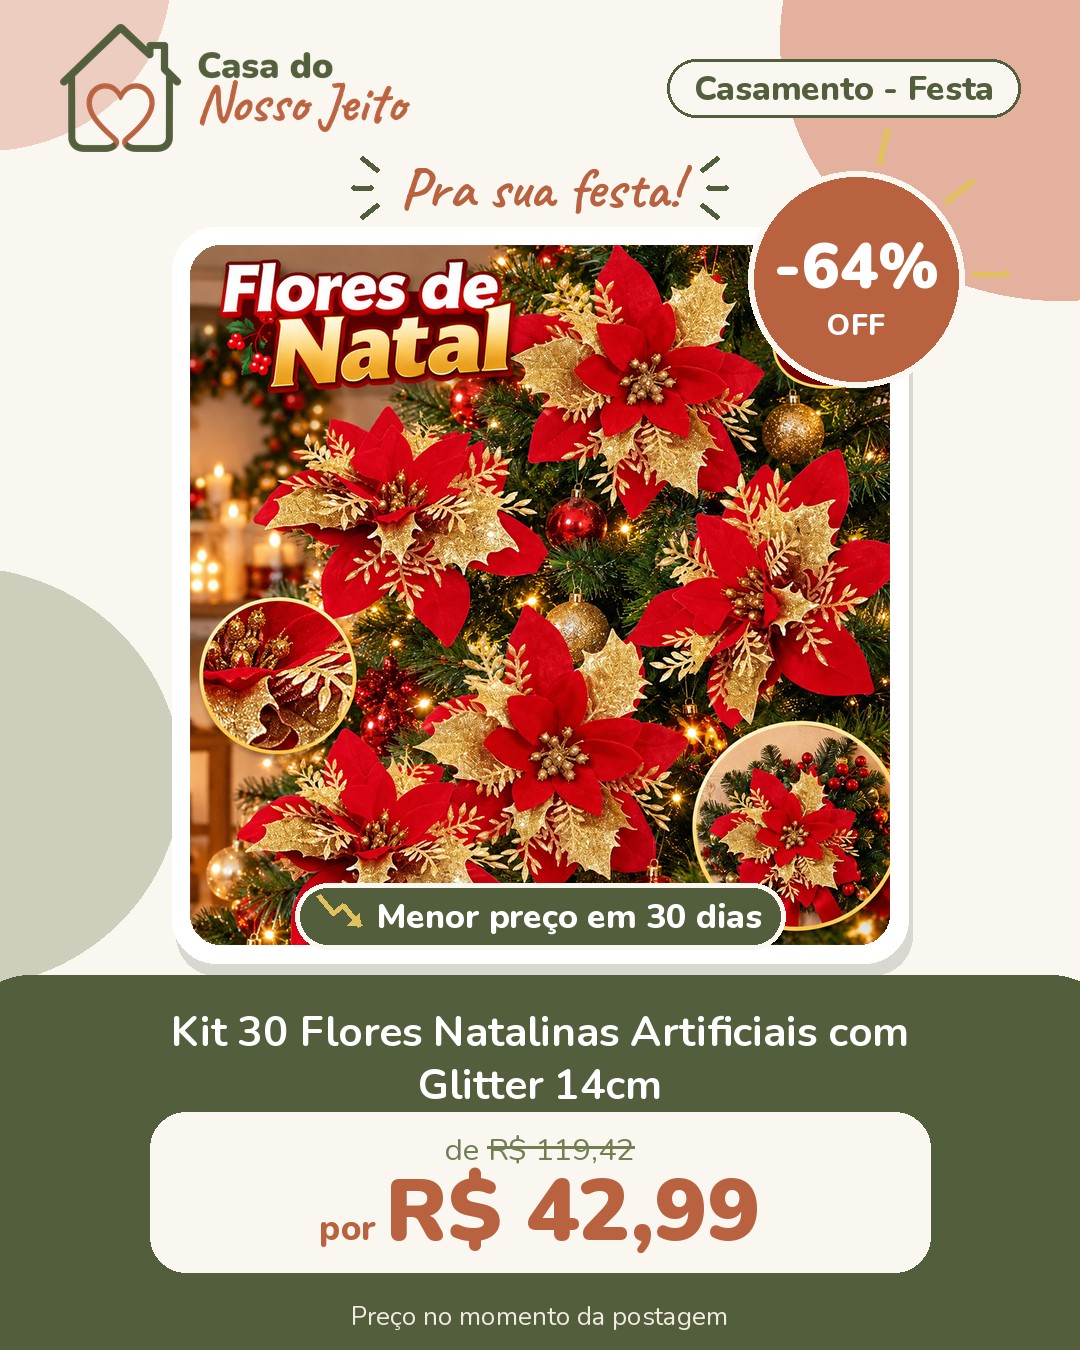 Casa do
Nosso Jeito
Casamento - Festa
Pra sua festa!
-64%
OFF
Flores de
Natal
Menor preço em 30 dias
Kit 30 Flores Natalinas Artificiais com
Glitter 14cm
de R$ 119,42
por R$ 42,99
Preço no momento da postagem